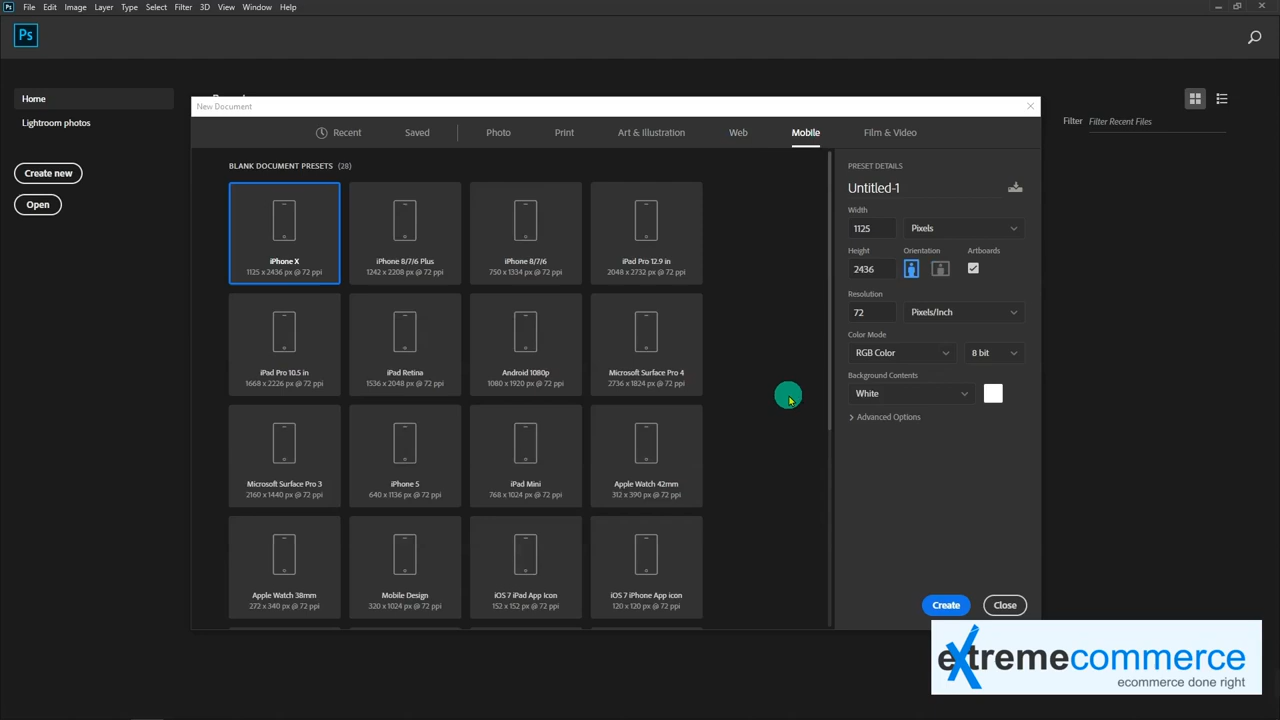 Ps File Edit Image Layer Type Select Filter 3D View Window Help
Ps
Home
Lightroom photos
Create new
Open
Filter Filter Recent Files
New Document
Recent Saved Photo Print Art & Illustration Web Mobile Film & Video
BLANK DOCUMENT PRESETS (28)
iPhone X
1125 x 2436 px @ 72 ppi
iPhone 8/7/6 Plus
1242 x 2208 px @ 72 ppi
iPhone 8/7/6
750 x 1334 px @ 72 ppi
iPad Pro 12.9 in
2048 x 2732 px @ 72 ppi
iPad Pro 10.5 in
1668 x 2226 px @ 72 ppi
iPad Retina
1536 x 2048 px @ 72 ppi
Android 1080p
1080 x 1920 px @ 72 ppi
Microsoft Surface Pro 4
2736 x 1824 px @ 72 ppi
Microsoft Surface Pro 3
2160 x 1440 px @ 72 ppi
iPhone 5
640 x 1136 px @ 72 ppi
iPad Mini
768 x 1024 px @ 72 ppi
Apple Watch 42mm
312 x 390 px @ 72 ppi
Apple Watch 38mm
272 x 340 px @ 72 ppi
Mobile Design
320 x 1024 px @ 72 ppi
iOS 7 iPad App Icon
152 x 152 px @ 72 ppi
iOS 7 iPhone App icon
120 x 120 px @ 72 ppi
PRESET DETAILS
Untitled-1
Width
1125 Pixels
Height Orientation Artboards
2436
Resolution
72 Pixels/Inch
Color Mode
RGB Color 8 bit
Background Contents
White
Advanced Options
Create Close
extremecommerce
ecommerce done right